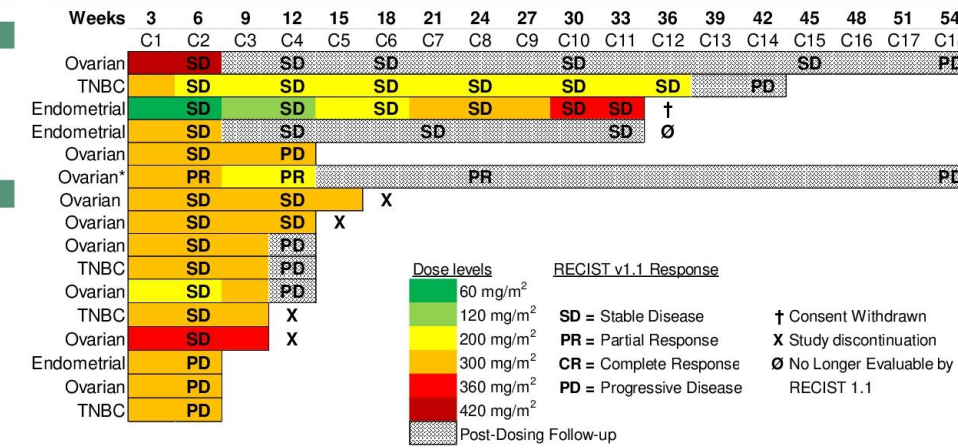 Weeks 3 6 9 12 15 18 21 24 27 30 33 36 39 42 45 48 51 54
C1 C2 C3 C4 C5 C6 C7 C8 C9 C10 C11 C12 C13 C14 C15 C16 C17
Ovarian SD SD SD SD SD PD
TNBC SD SD SD SD SD SD PD
Endometrial SD SD SD SD SD SD †
Endometrial SD SD SD SD Ø
Ovarian SD PD
Ovarian* PR PR PR PD
Ovarian SD SD X
Ovarian SD SD X
Ovarian SD PD
TNBC SD PD
Ovarian SD PD
TNBC SD X
Ovarian SD X
Endometrial PD
Ovarian PD
TNBC PD
Dose levels
60 mg/m²
120 mg/m²
200 mg/m²
300 mg/m²
360 mg/m²
420 mg/m²
Post-Dosing Follow-up
RECIST v1.1 Response
SD = Stable Disease
PR = Partial Response
CR = Complete Response
PD = Progressive Disease
† Consent Withdrawn
X Study discontinuation
Ø No Longer Evaluable by
RECIST 1.1